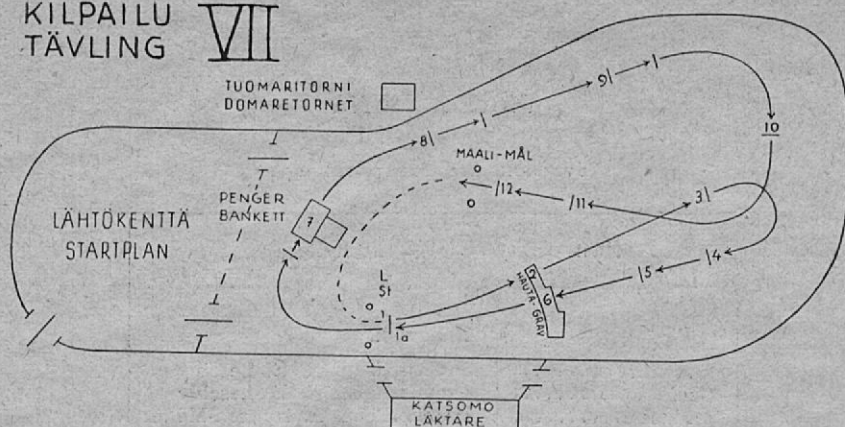 KILPAILU
TÄVLING
VII
TUOMARITORNI
DOMARETORNET
MAALI-MÅL
LÄHTÖKENTTÄ
STARTPLAN
PENGER
BANKETT
7
8
9
10
11
12
3
4
5
6
HAUTA-GRAV
L
St
1a
KATSOMO
LÄKTARE